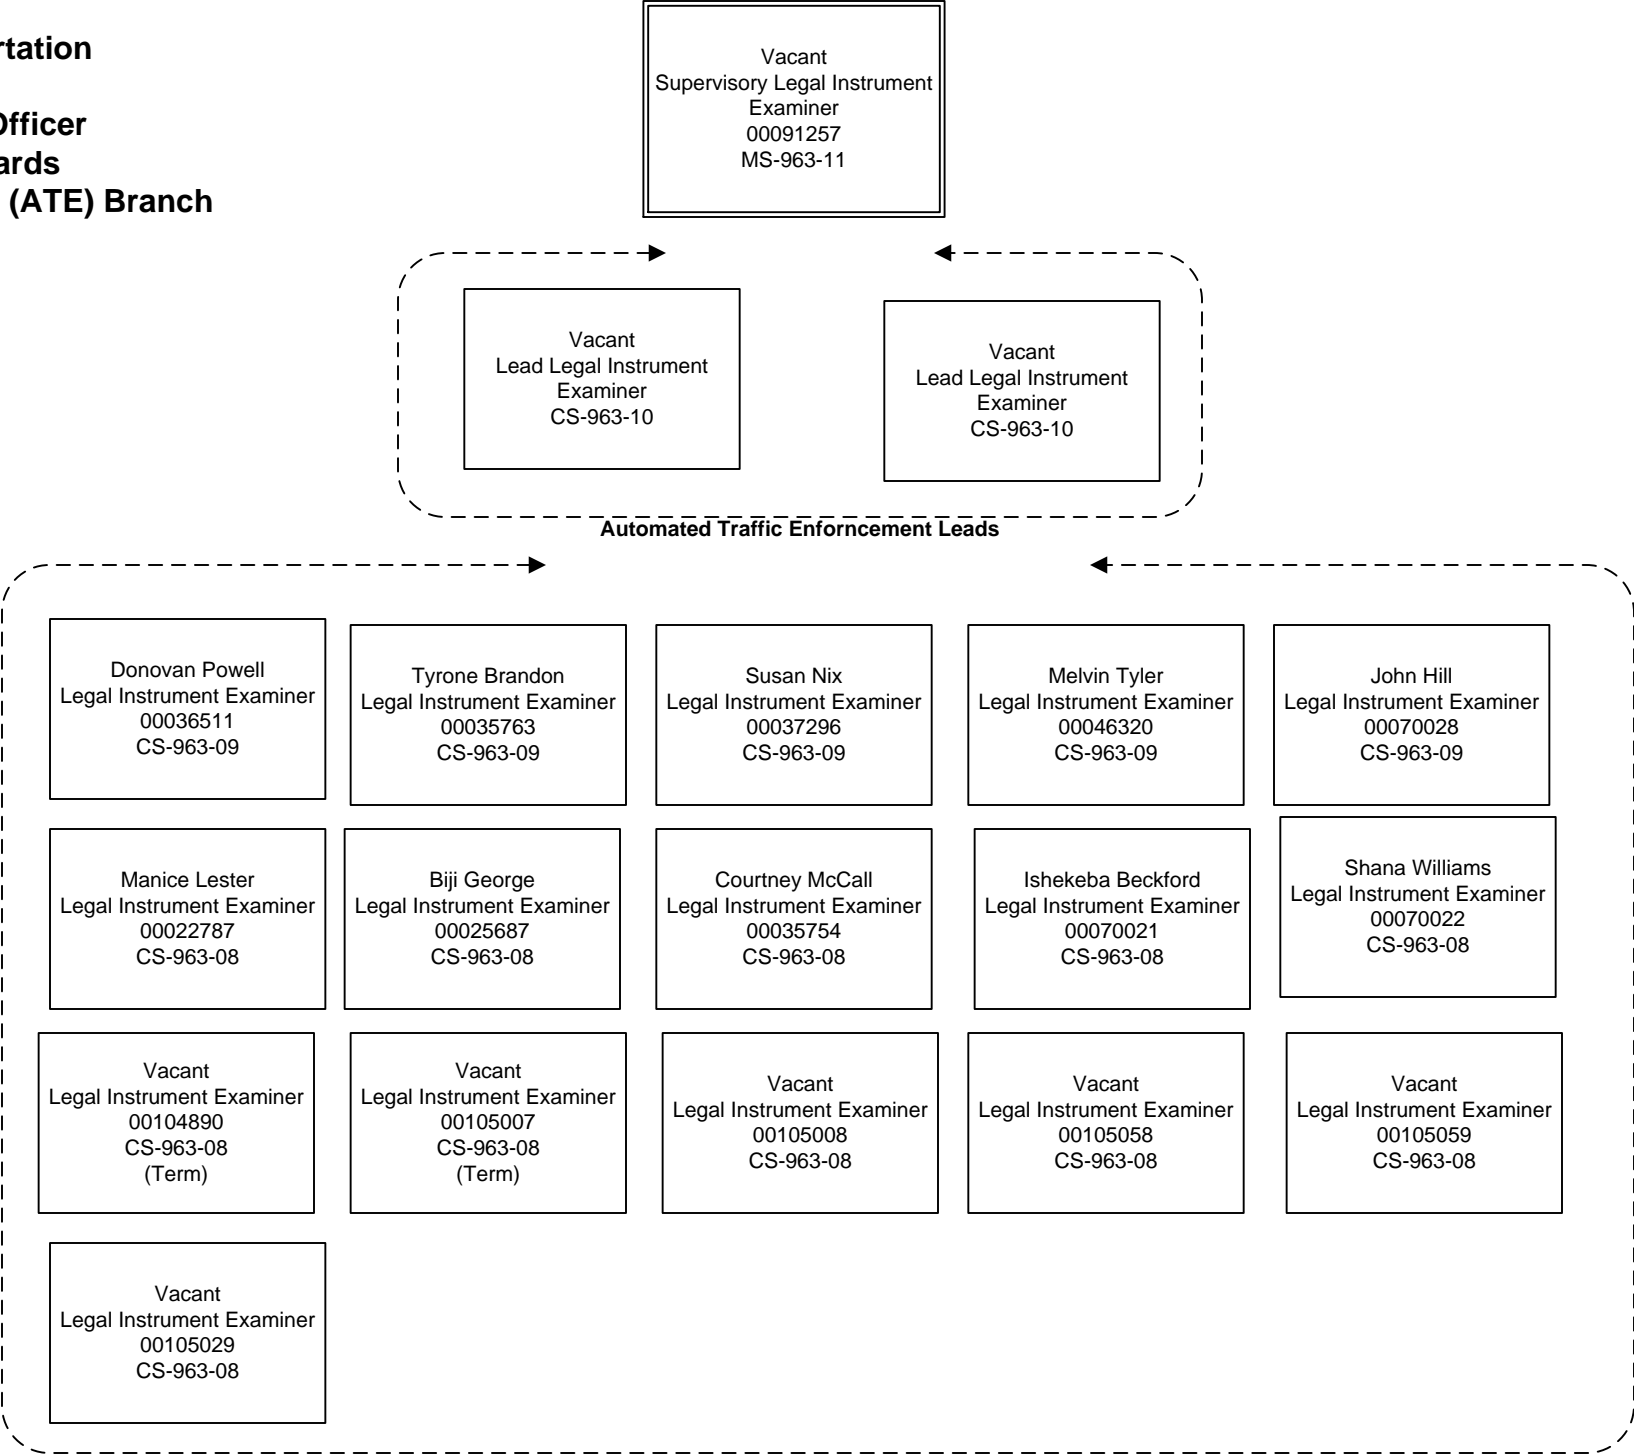 rtation
Officer
ards
(ATE) Branch
Vacant
Supervisory Legal Instrument
Examiner
00091257
MS-963-11
Vacant
Lead Legal Instrument
Examiner
CS-963-10
Vacant
Lead Legal Instrument
Examiner
CS-963-10
Automated Traffic Enforncement Leads
Donovan Powell
Legal Instrument Examiner
00036511
CS-963-09
Tyrone Brandon
Legal Instrument Examiner
00035763
CS-963-09
Susan Nix
Legal Instrument Examiner
00037296
CS-963-09
Melvin Tyler
Legal Instrument Examiner
00046320
CS-963-09
John Hill
Legal Instrument Examiner
00070028
CS-963-09
Manice Lester
Legal Instrument Examiner
00022787
CS-963-08
Biji George
Legal Instrument Examiner
00025687
CS-963-08
Courtney McCall
Legal Instrument Examiner
00035754
CS-963-08
Ishekeba Beckford
Legal Instrument Examiner
00070021
CS-963-08
Shana Williams
Legal Instrument Examiner
00070022
CS-963-08
Vacant
Legal Instrument Examiner
00104890
CS-963-08
(Term)
Vacant
Legal Instrument Examiner
00105007
CS-963-08
(Term)
Vacant
Legal Instrument Examiner
00105008
CS-963-08
Vacant
Legal Instrument Examiner
00105058
CS-963-08
Vacant
Legal Instrument Examiner
00105059
CS-963-08
Vacant
Legal Instrument Examiner
00105029
CS-963-08